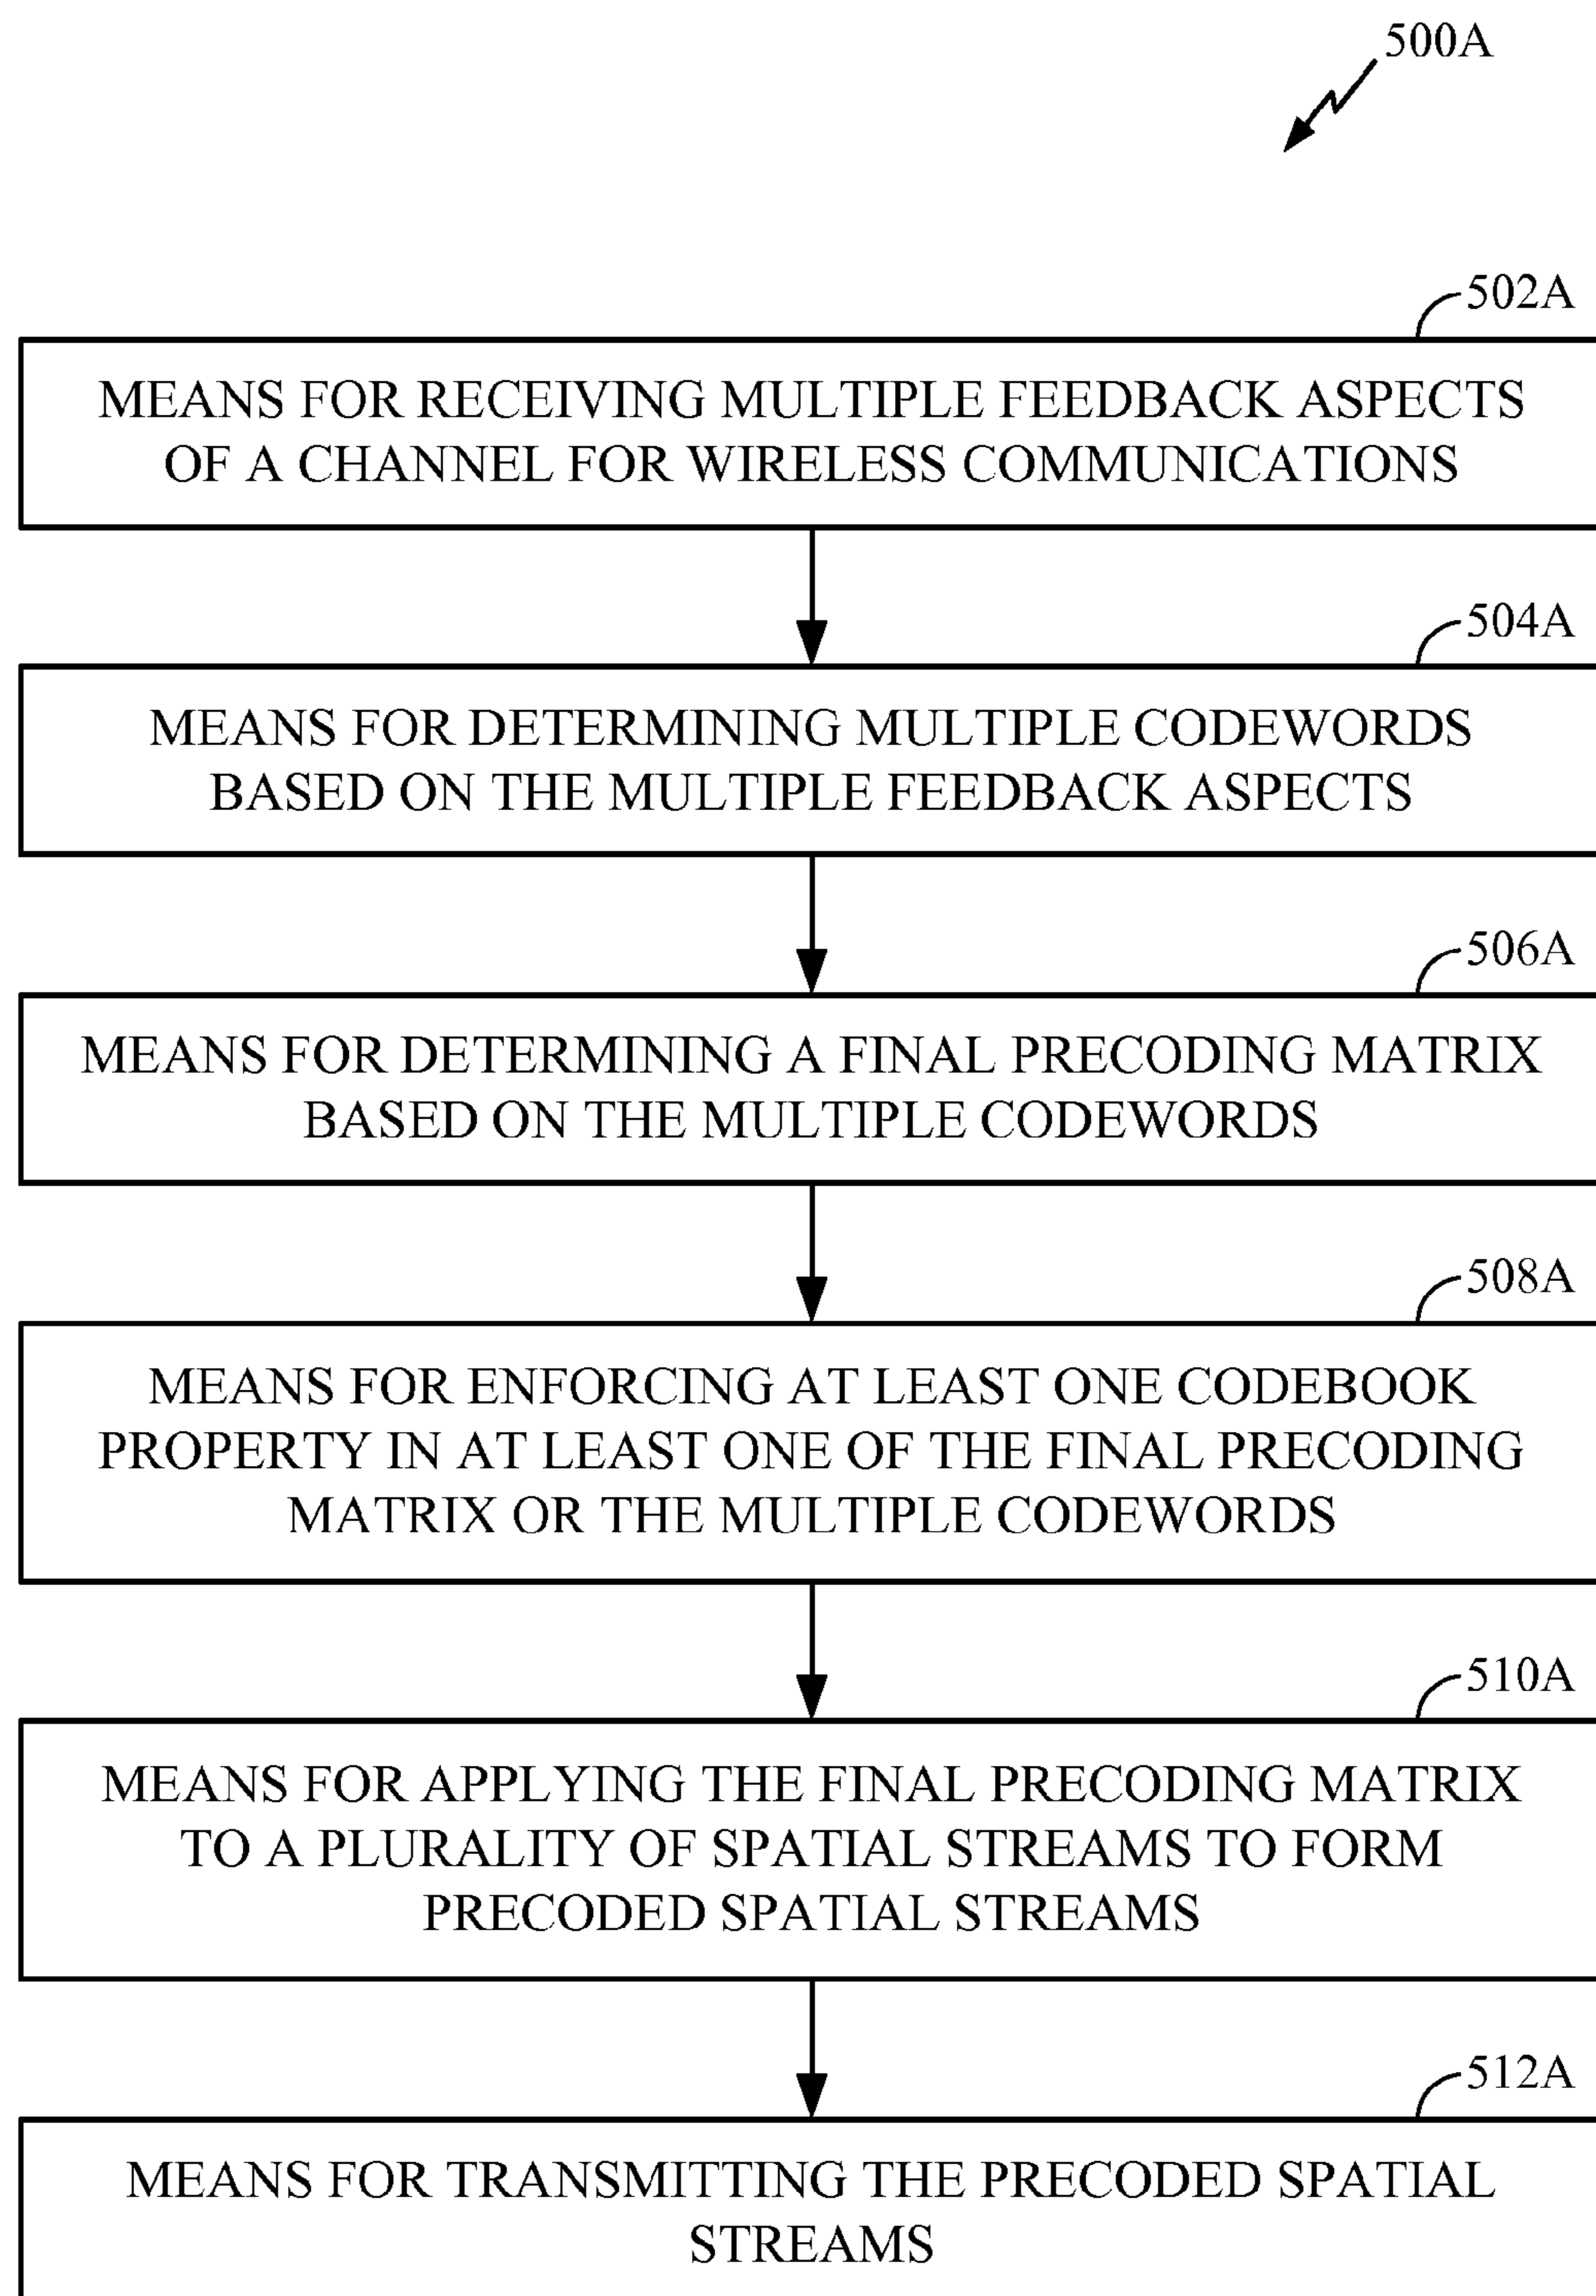 500A
502A
MEANS FOR RECEIVING MULTIPLE FEEDBACK ASPECTS
OF A CHANNEL FOR WIRELESS COMMUNICATIONS
504A
MEANS FOR DETERMINING MULTIPLE CODEWORDS
BASED ON THE MULTIPLE FEEDBACK ASPECTS
506A
MEANS FOR DETERMINING A FINAL PRECODING MATRIX
BASED ON THE MULTIPLE CODEWORDS
508A
MEANS FOR ENFORCING AT LEAST ONE CODEBOOK
PROPERTY IN AT LEAST ONE OF THE FINAL PRECODING
MATRIX OR THE MULTIPLE CODEWORDS
510A
MEANS FOR APPLYING THE FINAL PRECODING MATRIX
TO A PLURALITY OF SPATIAL STREAMS TO FORM
PRECODED SPATIAL STREAMS
512A
MEANS FOR TRANSMITTING THE PRECODED SPATIAL
STREAMS